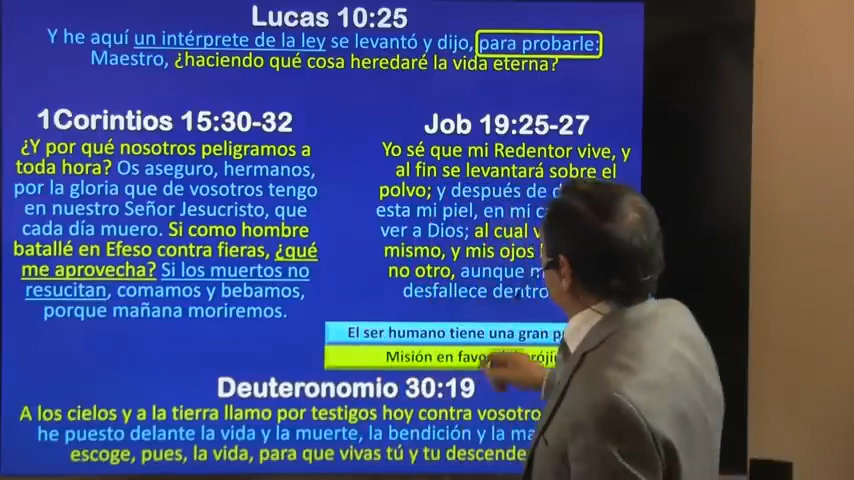 Lucas 10:25
Y he aquí un intérprete de la ley se levantó y dijo, para probarle:
Maestro, ¿haciendo qué cosa heredaré la vida eterna?
1Corintios 15:30-32
¿Y por qué nosotros peligramos a
toda hora? Os aseguro, hermanos,
por la gloria que de vosotros tengo
en nuestro Señor Jesucristo, que
cada día muero. Si como hombre
batallé en Efeso contra fieras, ¿qué
me aprovecha? Si los muertos no
resucitan, comamos y bebamos,
porque mañana moriremos.
Job 19:25-27
Yo sé que mi Redentor vive, y
al fin se levantará sobre el
polvo; y después de
esta mi piel, en mi
ver a Dios; al cual
mismo, y mis ojos
no otro, aunque
desfallece dentro
El ser humano tiene una gran
Misión en
Deuteronomio 30:19
A los cielos y a la tierra llamo por testigos hoy contra
he puesto delante la vida y la muerte, la bendición y la
escoge, pues, la vida, para que vivas tú y tu